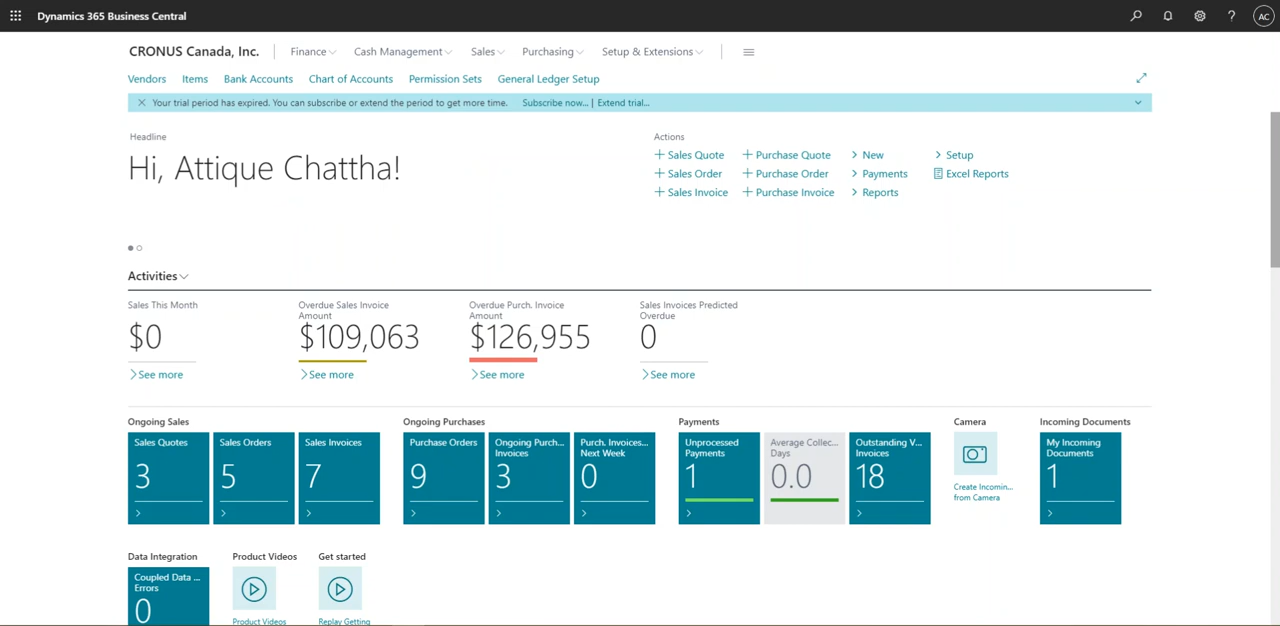 Dynamics 365 Business Central
AC
CRONUS Canada, Inc.
Finance
Cash Management
Sales
Purchasing
Setup & Extensions
Vendors
Items
Bank Accounts
Chart of Accounts
Permission Sets
General Ledger Setup
Your trial period has expired. You can subscribe or extend the period to get more time. Subscribe now... | Extend trial...
Headline
Hi, Attique Chattha!
Actions
+ Sales Quote
+ Purchase Quote
> New
> Setup
+ Sales Order
+ Purchase Order
> Payments
Excel Reports
+ Sales Invoice
+ Purchase Invoice
> Reports
Activities
Sales This Month
$0
> See more
Overdue Sales Invoice
Amount
$109,063
> See more
Overdue Purch. Invoice
Amount
$126,955
> See more
Sales Invoices Predicted
Overdue
0
> See more
Ongoing Sales
Sales Quotes
3
Sales Orders
5
Sales Invoices
7
Ongoing Purchases
Purchase Orders
9
Ongoing Purch...
Invoices
3
Purch. Invoices...
Next Week
0
Payments
Unprocessed
Payments
1
Average Collec...
Days
0.0
Outstanding V...
Invoices
18
Camera
Create Incomin...
from Camera
Incoming Documents
My Incoming
Documents
1
Data Integration
Coupled Data ...
Errors
0
Product Videos
Product Videos
Get started
Replay Getting